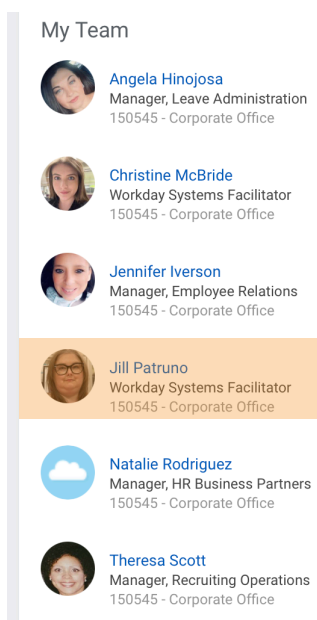 My Team
Angela Hinojosa
Manager, Leave Administration
150545 - Corporate Office
Christine McBride
Workday Systems Facilitator
150545 - Corporate Office
Jennifer Iverson
Manager, Employee Relations
150545 - Corporate Office
Jill Patruno
Workday Systems Facilitator
150545 - Corporate Office
Natalie Rodriguez
Manager, HR Business Partners
150545 - Corporate Office
Theresa Scott
Manager, Recruiting Operations
150545 - Corporate Office